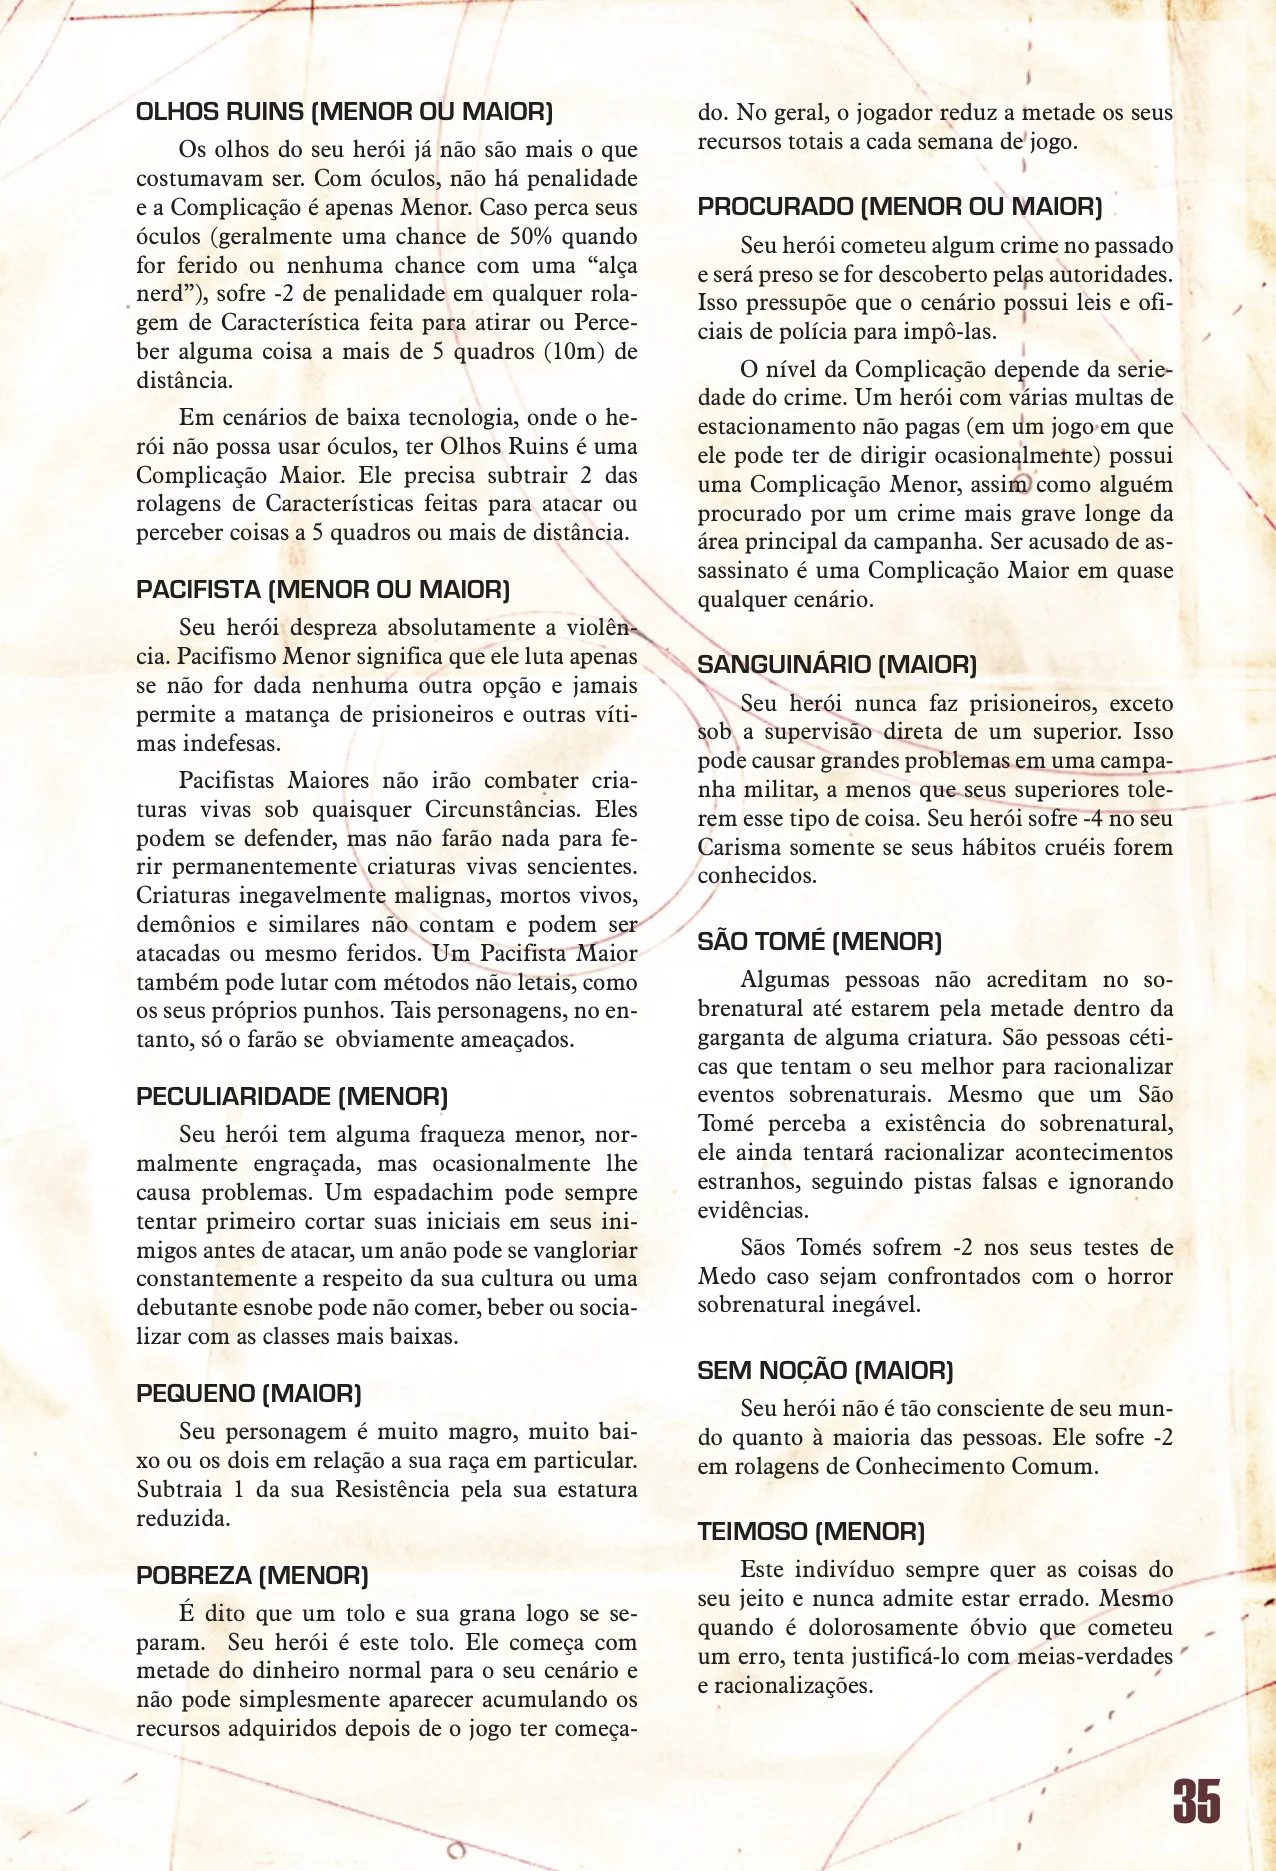 OLHOS RUINS (MENOR OU MAIOR)
Os olhos do seu herói já não são mais o que
costumavam ser. Com óculos, não há penalidade
e a Complicação é apenas Menor. Caso perca seus
óculos (geralmente uma chance de 50% quando
for ferido ou nenhuma chance com uma “alça
nerd”), sofre -2 de penalidade em qualquer rola-
gem de Característica feita para atirar ou Perce-
ber alguma coisa a mais de 5 quadros (10m) de
distância.
Em cenários de baixa tecnologia, onde o he-
rói não possa usar óculos, ter Olhos Ruins é uma
Complicação Maior. Ele precisa subtrair 2 das
rolagens de Características feitas para atacar ou
perceber coisas a 5 quadros ou mais de distância.
PACIFISTA (MENOR OU MAIOR)
Seu herói despreza absolutamente a violên-
cia. Pacifismo Menor significa que ele luta apenas
se não for dada nenhuma outra opção e jamais
permite a matança de prisioneiros e outras víti-
mas indefesas.
Pacifistas Maiores não irão combater cria-
turas vivas sob quaisquer Circunstâncias. Eles
podem se defender, mas não farão nada para fe-
rir permanentemente criaturas vivas sencientes.
Criaturas inegavelmente malignas, mortos vivos,
demônios e similares não contam e podem ser
atacadas ou mesmo feridos. Um Pacifista Maior
também pode lutar com métodos não letais, como
os seus próprios punhos. Tais personagens, no en-
tanto, só o farão se  obviamente ameaçados.
PECULIARIDADE (MENOR)
Seu herói tem alguma fraqueza menor, nor-
malmente engraçada, mas ocasionalmente lhe
causa problemas. Um espadachim pode sempre
tentar primeiro cortar suas iniciais em seus ini-
migos antes de atacar, um anão pode se vangloriar
constantemente a respeito da sua cultura ou uma
debutante esnobe pode não comer, beber ou socia-
lizar com as classes mais baixas.
PEQUENO (MAIOR)
Seu personagem é muito magro, muito bai-
xo ou os dois em relação a sua raça em particular.
Subtraia 1 da sua Resistência pela sua estatura
reduzida.
POBREZA (MENOR)
É dito que um tolo e sua grana logo se se-
param.  Seu herói é este tolo. Ele começa com
metade do dinheiro normal para o seu cenário e
não pode simplesmente aparecer acumulando os
recursos adquiridos depois de o jogo ter começa-
do. No geral, o jogador reduz a metade os seus
recursos totais a cada semana de jogo.
PROCURADO (MENOR OU MAIOR)
Seu herói cometeu algum crime no passado
e será preso se for descoberto pelas autoridades.
Isso pressupõe que o cenário possui leis e ofi-
ciais de polícia para impô-las.
O nível da Complicação depende da serie-
dade do crime. Um herói com várias multas de
estacionamento não pagas (em um jogo em que
ele pode ter de dirigir ocasionalmente) possui
uma Complicação Menor, assim como alguém
procurado por um crime mais grave longe da
área principal da campanha. Ser acusado de as-
sassinato é uma Complicação Maior em quase
qualquer cenário.
SANGUINÁRIO (MAIOR)
Seu herói nunca faz prisioneiros, exceto
sob a supervisão direta de um superior. Isso
pode causar grandes problemas em uma campa-
nha militar, a menos que seus superiores tole-
rem esse tipo de coisa. Seu herói sofre -4 no seu
Carisma somente se seus hábitos cruéis forem
conhecidos.
SÃO TOMÉ (MENOR)
Algumas pessoas não acreditam no so-
brenatural até estarem pela metade dentro da
garganta de alguma criatura. São pessoas céti-
cas que tentam o seu melhor para racionalizar
eventos sobrenaturais. Mesmo que um São
Tomé perceba a existência do sobrenatural,
ele ainda tentará racionalizar acontecimentos
estranhos, seguindo pistas falsas e ignorando
evidências.
Sãos Tomés sofrem -2 nos seus testes de
Medo caso sejam confrontados com o horror
sobrenatural inegável.
SEM NOÇÃO (MAIOR)
Seu herói não é tão consciente de seu mun-
do quanto à maioria das pessoas. Ele sofre -2
em rolagens de Conhecimento Comum.
TEIMOSO (MENOR)
Este indivíduo sempre quer as coisas do
seu jeito e nunca admite estar errado. Mesmo
quando é dolorosamente óbvio que cometeu
um erro, tenta justificá-lo com meias-verdades
e racionalizações.
35